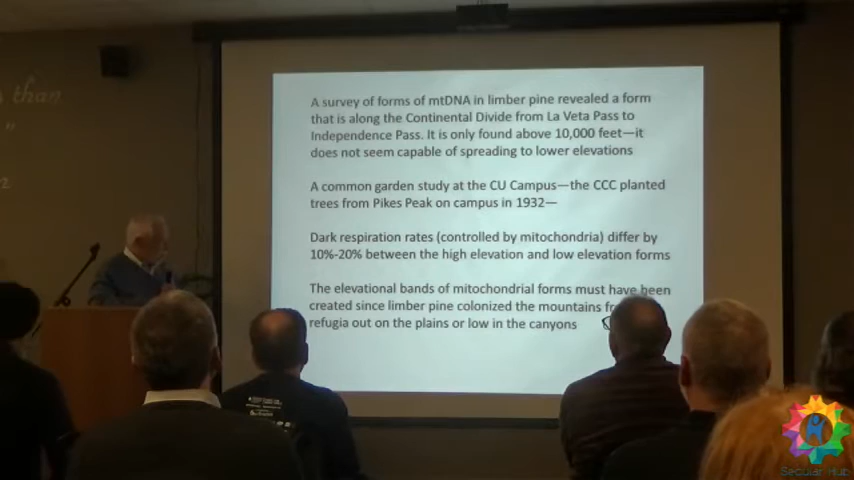 s than
"
A survey of forms of mtDNA in limber pine revealed a form
that is along the Continental Divide from La Veta Pass to
Independence Pass. It is only found above 10,000 feet—it
does not seem capable of spreading to lower elevations
A common garden study at the CU Campus—the CCC planted
trees from Pikes Peak on campus in 1932—
Dark respiration rates (controlled by mitochondria) differ by
10%-20% between the high elevation and low elevation forms
The elevational bands of mitochondrial forms must have been
created since limber pine colonized the mountains
refugia out on the plains or low in the canyons
Secular Hub